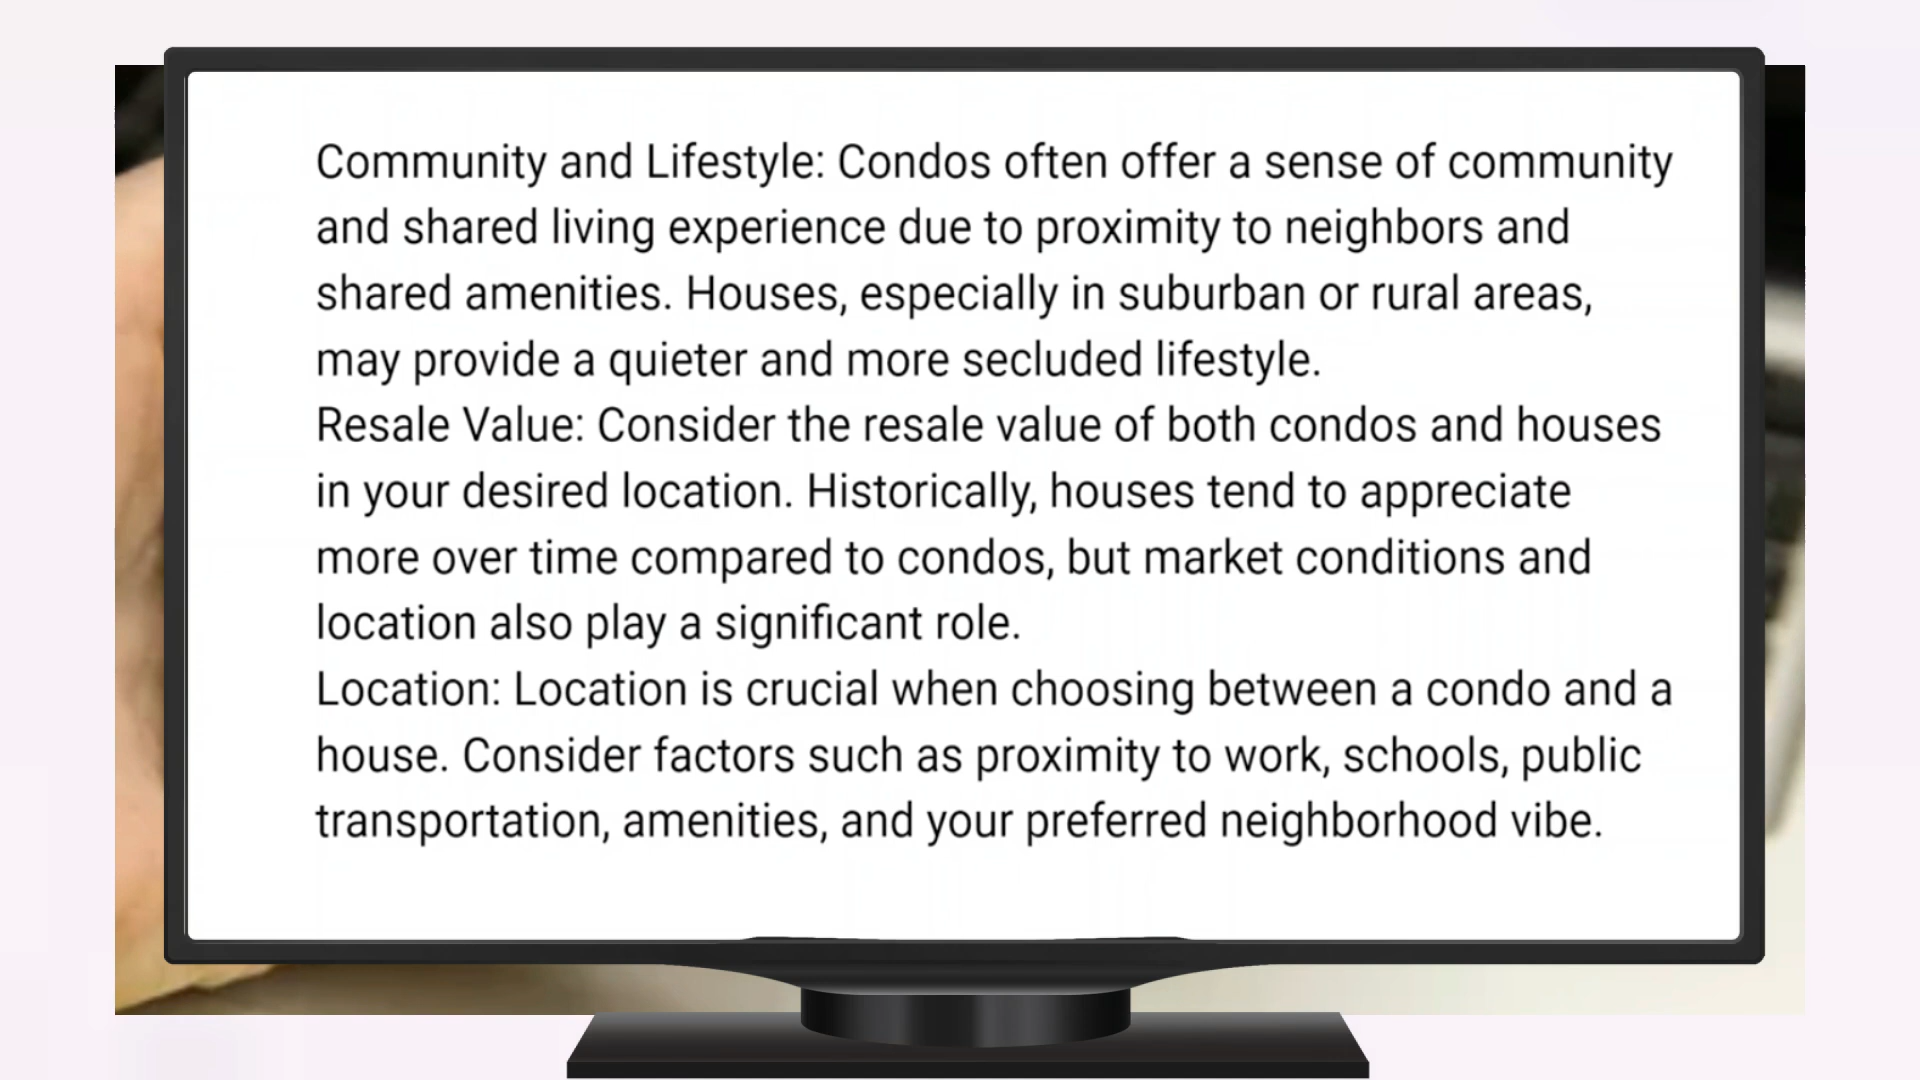 Community and Lifestyle: Condos often offer a sense of community
and shared living experience due to proximity to neighbors and
shared amenities. Houses, especially in suburban or rural areas,
may provide a quieter and more secluded lifestyle.
Resale Value: Consider the resale value of both condos and houses
in your desired location. Historically, houses tend to appreciate
more over time compared to condos, but market conditions and
location also play a significant role.
Location: Location is crucial when choosing between a condo and a
house. Consider factors such as proximity to work, schools, public
transportation, amenities, and your preferred neighborhood vibe.